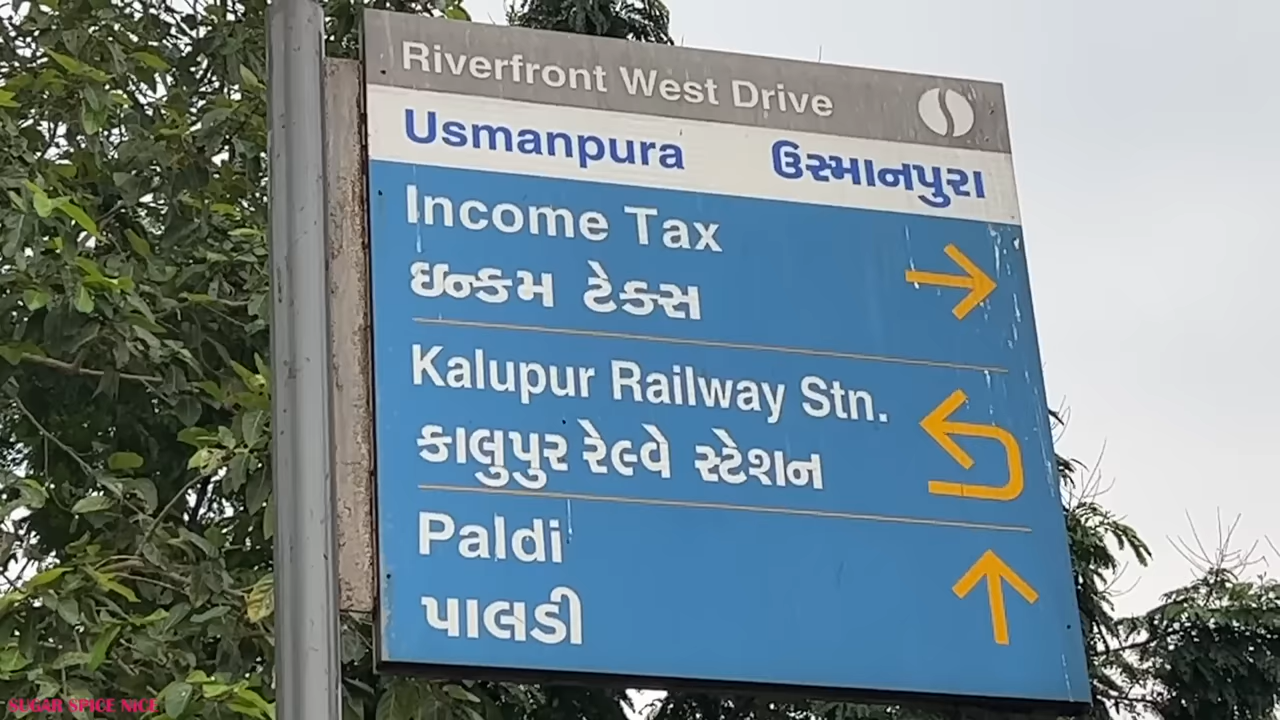 Riverfront West Drive
Usmanpura ઉસ્માનપુરા
Income Tax
ઇન્કમ ટેક્સ
Kalupur Railway Stn.
કાલુપુર રેલ્વે સ્ટેશન
Paldi
પાલડી
SUGAR SPICE NICE